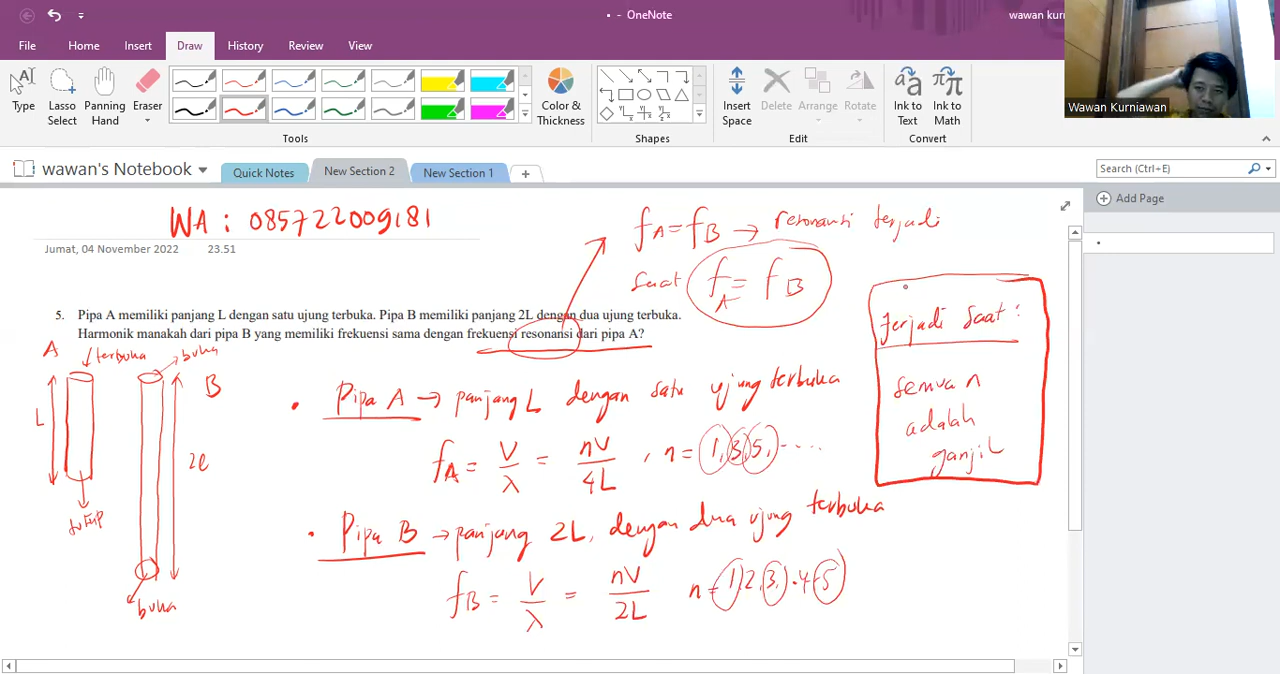 - OneNote
wawan kurn
File Home Insert Draw History Review View
Type
Lasso Select
Panning Hand
Eraser
Color & Thickness
Insert Space
Delete
Arrange
Rotate
Ink to Text
Ink to Math
Tools
Shapes
Edit
Convert
Wawan Kurniawan
wawan's Notebook
Quick Notes
New Section 2
New Section 1
Search (Ctrl+E)
Add Page
WA : 085722009181
Jumat, 04 November 2022 23.51
fA = fB → resonansi terjadi
saat fA = fB
5. Pipa A memiliki panjang L dengan satu ujung terbuka. Pipa B memiliki panjang 2L dengan dua ujung terbuka.
Harmonik manakah dari pipa B yang memiliki frekuensi sama dengan frekuensi resonansi dari pipa A?
terjadi saat :
semua n
adalah
ganjil
A
terbuka
buka
B
L
2l
tutup
buka
• Pipa A → panjang L dengan satu ujung terbuka
fA = V/λ = nV/4L , n = 1, 3, 5, ....
• Pipa B → panjang 2L, dengan dua ujung terbuka
fB = V/λ = nV/2L n = 1, 2, 3, 4, 5